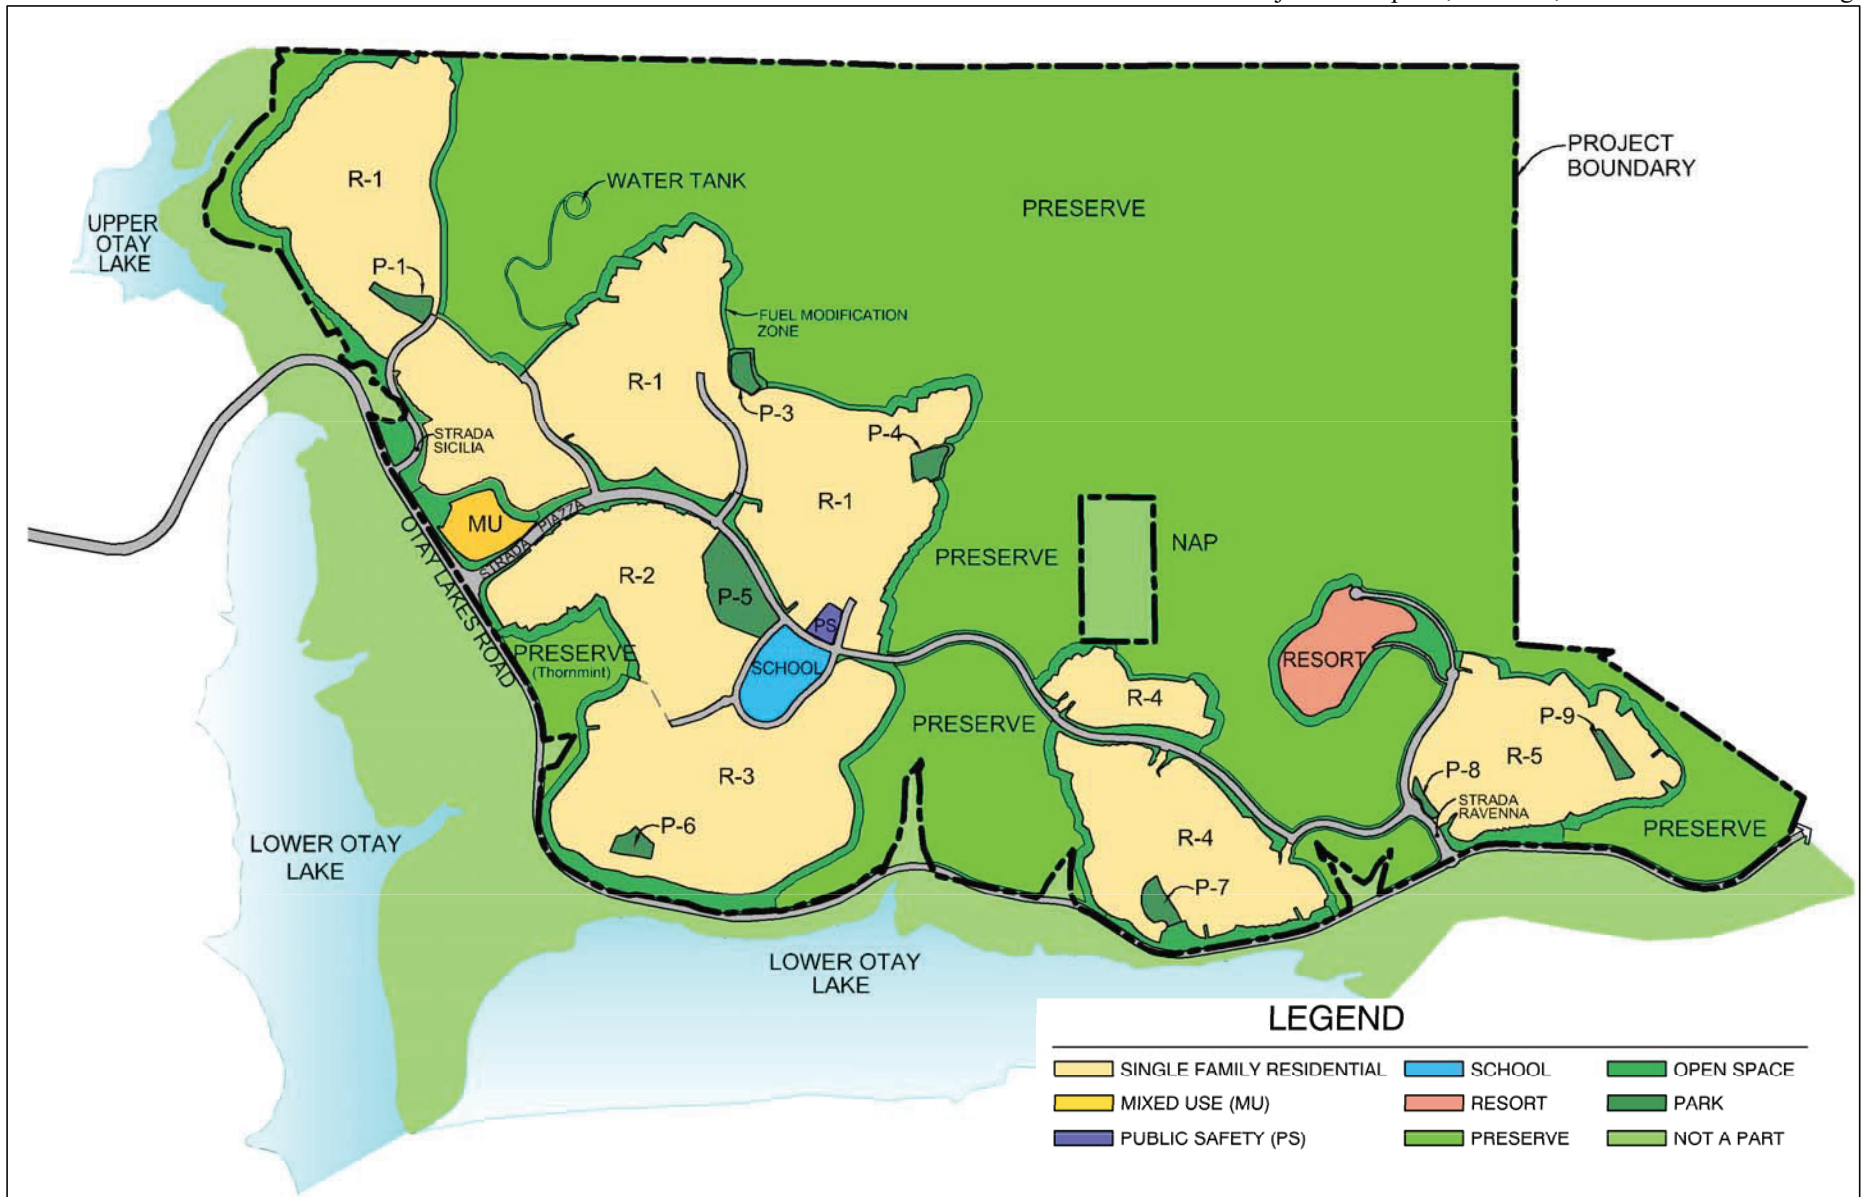 PROJECT
BOUNDARY
R-1
WATER TANK
PRESERVE
UPPER
OTAY
LAKE
P-1
FUEL MODIFICATION
ZONE
R-1
P-3
P-4
STRADA
SICILIA
R-1
MU
STRADA PIAZZA
OTAY LAKES ROAD
NAP
PRESERVE
R-2
P-5
PS
PRESERVE
(Thornmint)
SCHOOL
RESORT
R-4
PRESERVE
P-9
R-5
R-3
P-8
STRADA
RAVENNA
P-6
R-4
PRESERVE
LOWER OTAY
LAKE
P-7
LOWER OTAY
LAKE
LEGEND
SINGLE FAMILY RESIDENTIAL
SCHOOL
OPEN SPACE
MIXED USE (MU)
RESORT
PARK
PUBLIC SAFETY (PS)
PRESERVE
NOT A PART